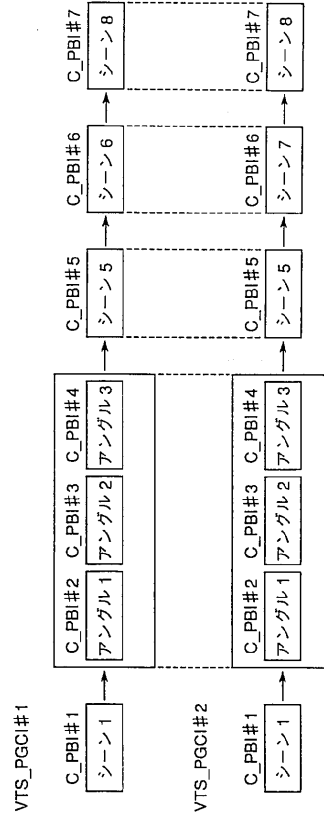 VTS_PGCI#1
C_PBI#1
シーン1
C_PBI#2
アングル1
C_PBI#3
アングル2
C_PBI#4
アングル3
C_PBI#5
シーン5
C_PBI#6
シーン6
C_PBI#7
シーン8
VTS_PGCI#2
C_PBI#1
シーン1
C_PBI#2
アングル1
C_PBI#3
アングル2
C_PBI#4
アングル3
C_PBI#5
シーン5
C_PBI#6
シーン7
C_PBI#7
シーン8